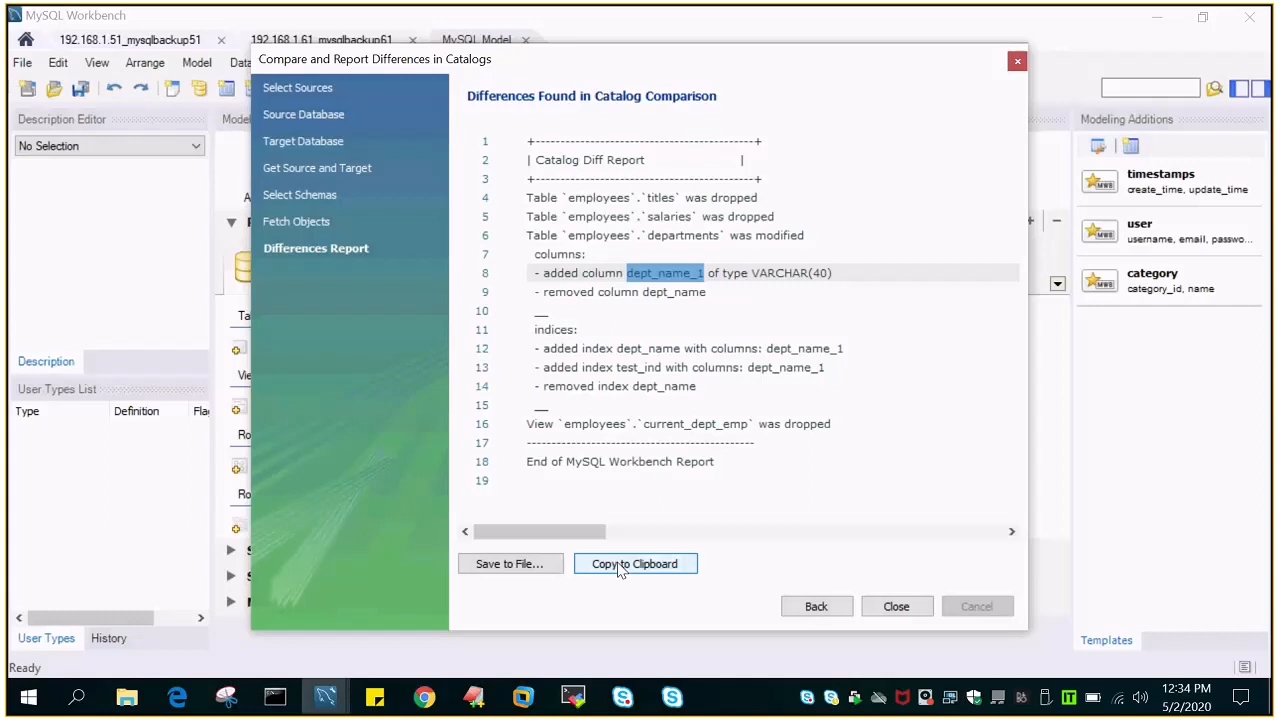 MySQL Workbench
192.168.1.51_mysqlbackup51 × 192.168.1.61_mysqlbackup61 × MySQL Model ×
File Edit View Arrange Model Dat
Compare and Report Differences in Catalogs
Description Editor
No Selection
Description
User Types List
Type Definition Flag
User Types History
Ready
Model
Select Sources
Source Database
Target Database
Get Source and Target
Select Schemas
Fetch Objects
Differences Report
Differences Found in Catalog Comparison
1 +-------------------------------------------+
2 | Catalog Diff Report |
3 +-------------------------------------------+
4 Table `employees`.`titles` was dropped
5 Table `employees`.`salaries` was dropped
6 Table `employees`.`departments` was modified
7 columns:
8 - added column dept_name_1 of type VARCHAR(40)
9 - removed column dept_name
10 __
11 indices:
12 - added index dept_name with columns: dept_name_1
13 - added index test_ind with columns: dept_name_1
14 - removed index dept_name
15 __
16 View `employees`.`current_dept_emp` was dropped
17 -------------------------------------------
18 End of MySQL Workbench Report
19
Save to File... Copy to Clipboard
Back Close Cancel
Modeling Additions
timestamps
create_time, update_time
user
username, email, passwo...
category
category_id, name
Templates
12:34 PM
5/2/2020